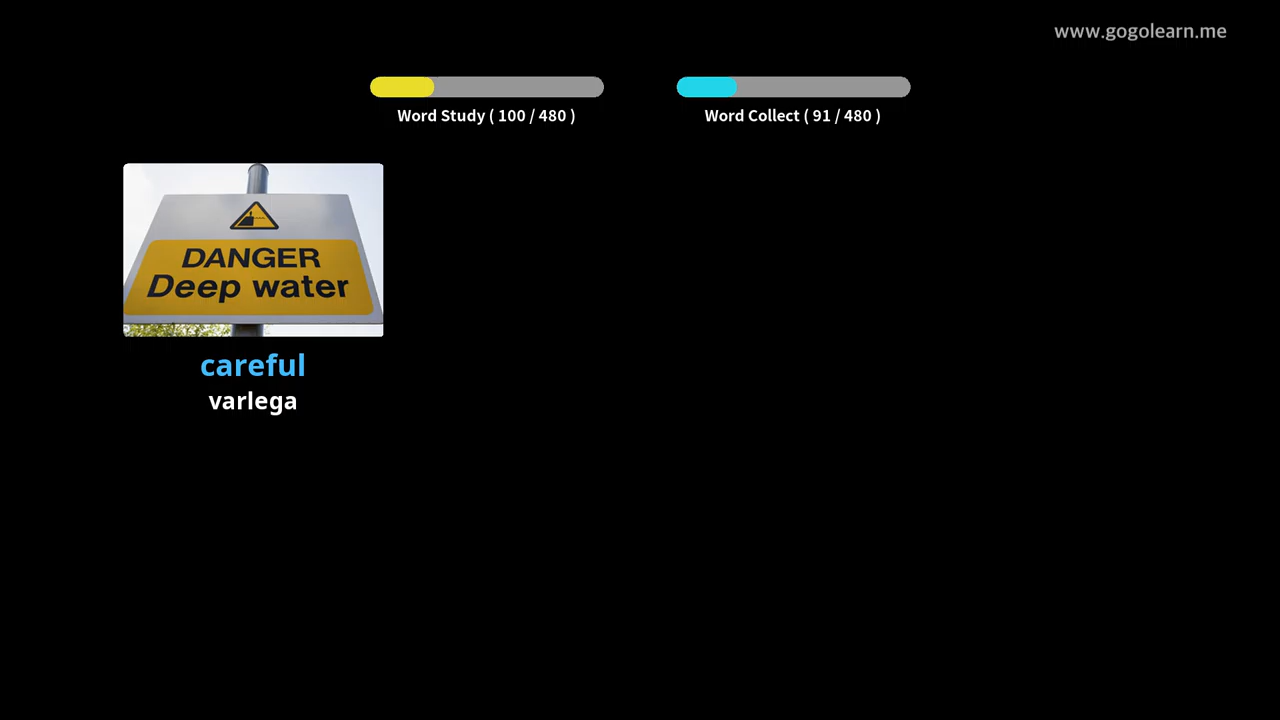 www.gogolearn.me
Word Study ( 100 / 480 )
Word Collect ( 91 / 480 )
DANGER
Deep water
careful
varlega